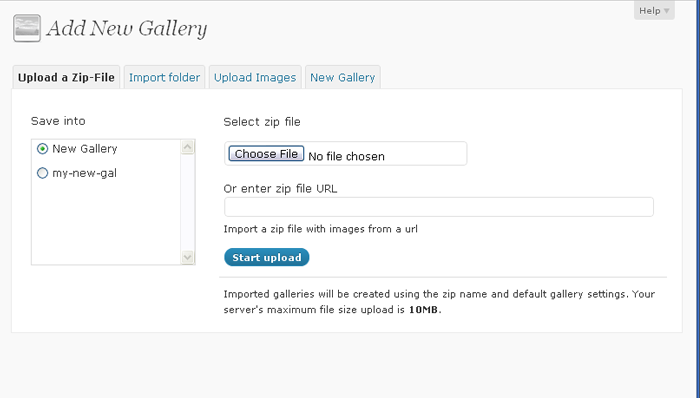 Help
Add New Gallery
Upload a Zip-File Import folder Upload Images New Gallery
Save into
New Gallery
my-new-gal
Select zip file
Choose File No file chosen
Or enter zip file URL
Import a zip file with images from a url
Start upload
Imported galleries will be created using the zip name and default gallery settings. Your
server's maximum file size upload is 10MB.